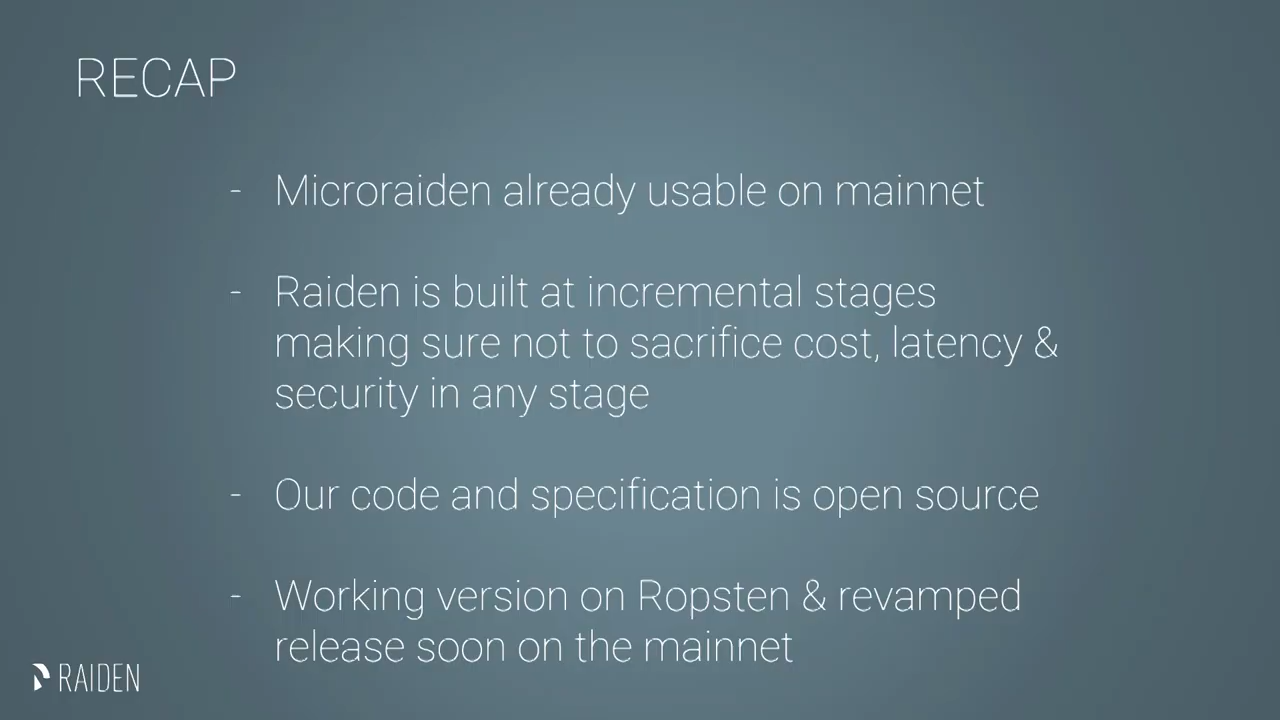 RECAP
- Microraiden already usable on mainnet
- Raiden is built at incremental stages
making sure not to sacrifice cost, latency &
security in any stage
- Our code and specification is open source
- Working version on Ropsten & revamped
release soon on the mainnet
RAIDEN